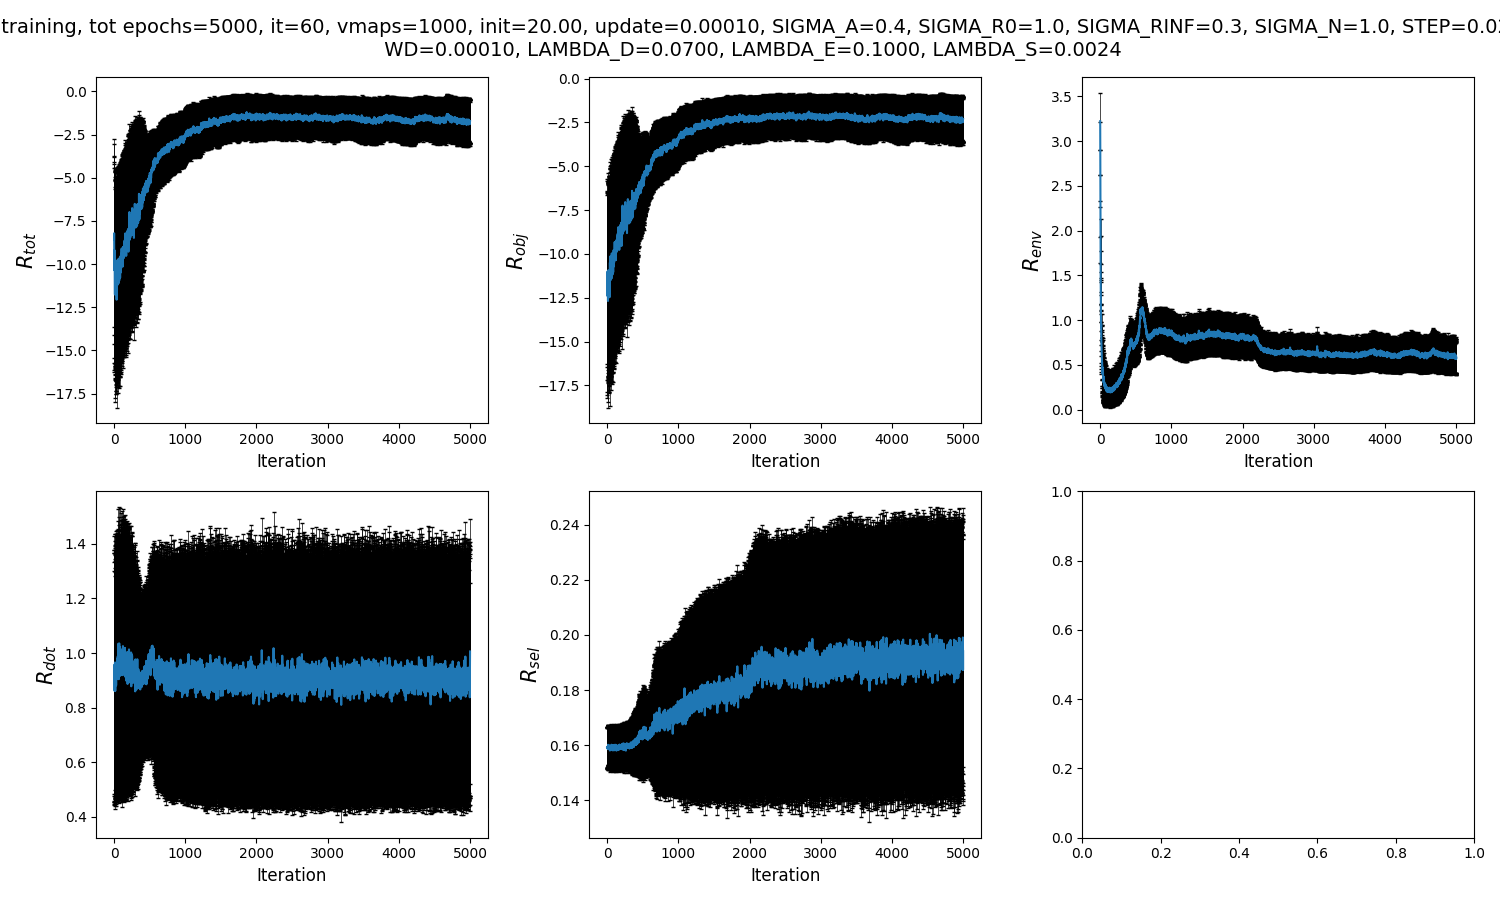 training, tot epochs=5000, it=60, vmaps=1000, init=20.00, update=0.00010, SIGMA_A=0.4, SIGMA_R0=1.0, SIGMA_RINF=0.3, SIGMA_N=1.0,
WD=0.00010, LAMBDA_D=0.0700, LAMBDA_E=0.1000, LAMBDA_S=0.0024
0.0
−2.5
−5.0
−7.5
−10.0
−12.5
−15.0
−17.5
R_tot
0 1000 2000 3000 4000 5000
Iteration
0.0
−2.5
−5.0
−7.5
−10.0
−12.5
−15.0
−17.5
R_obj
0 1000 2000 3000 4000 5000
Iteration
3.5
3.0
2.5
2.0
1.5
1.0
0.5
0.0
R_env
0 1000 2000 3000 4000 5000
Iteration
1.4
1.2
1.0
0.8
0.6
0.4
R_dot
0 1000 2000 3000 4000 5000
Iteration
0.24
0.22
0.20
0.18
0.16
0.14
R_sel
0 1000 2000 3000 4000 5000
Iteration
1.0
0.8
0.6
0.4
0.2
0.0
0.0 0.2 0.4 0.6 0.8 1.0